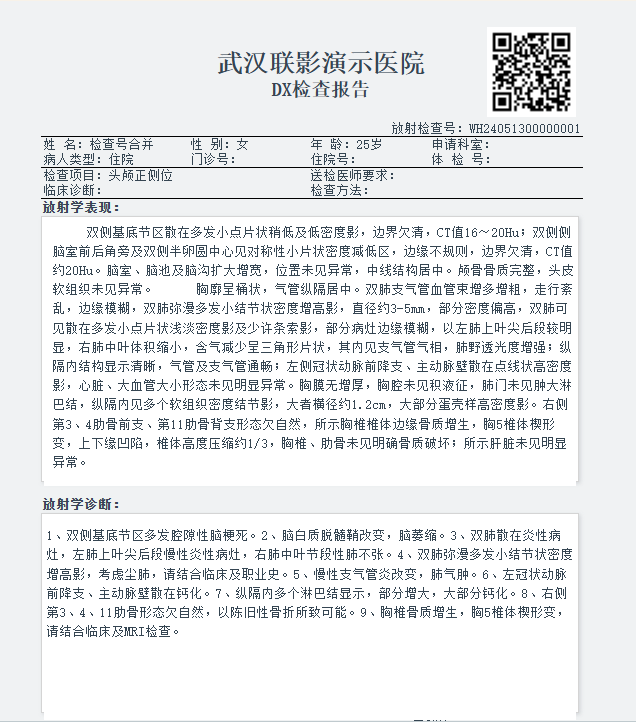 武汉联影演示医院
DX检查报告
放射检查号: WH24051300000001
姓 名: 检查号合并 性 别: 女 年 龄: 25岁 申请科室:
病人类型: 住院 门诊号: 住院号: 体 检 号:
检查项目: 头颅正侧位 送检医师要求:
临床诊断: 检查方法:
放射学表现:
双侧基底节区散在多发小点片状稍低及低密度影，边界欠清，CT值16～20Hu；双侧侧
脑室前后角旁及双侧半卵圆中心见对称性小片状密度减低区，边缘不规则，边界欠清，CT值
约20Hu。脑室、脑池及脑沟扩大增宽，位置未见异常，中线结构居中。颅骨骨质完整，头皮
软组织未见异常。 胸廓呈桶状，气管纵隔居中。双肺支气管血管束增多增粗，走行紊
乱，边缘模糊，双肺弥漫多发小结节状密度增高影，直径约3-5mm，部分密度偏高，双肺可
见散在多发小点片状浅淡密度影及少许条索影，部分病灶边缘模糊，以左肺上叶尖后段较明
显，右肺中叶体积缩小，含气减少呈三角形片状，其内见支气管气相，肺野透光度增强；纵
隔内结构显示清晰，气管及支气管通畅；左侧冠状动脉前降支、主动脉壁散在点线状高密度
影，心脏、大血管大小形态未见明显异常。胸膜无增厚，胸腔未见积液征，肺门未见肿大淋
巴结，纵隔内见多个软组织密度结节影，大者横径约1.2cm，大部分蛋壳样高密度影。右侧
第3、4肋骨前支、第11肋骨背支形态欠自然，所示胸椎椎体边缘骨质增生，胸5椎体楔形
变，上下缘凹陷，椎体高度压缩约1/3，胸椎、肋骨未见明确骨质破坏；所示肝脏未见明显
异常。
放射学诊断:
1、双侧基底节区多发腔隙性脑梗死。2、脑白质脱髓鞘改变，脑萎缩。3、双肺散在炎性病
灶，左肺上叶尖后段慢性炎性病灶，右肺中叶节段性肺不张。4、双肺弥漫多发小结节状密度
增高影，考虑尘肺，请结合临床及职业史。5、慢性支气管炎改变，肺气肿。6、左冠状动脉
前降支、主动脉壁散在钙化。7、纵隔内多个淋巴结显示，部分增大，大部分钙化。8、右侧
第3、4、11肋骨形态欠自然，以陈旧性骨折所致可能。9、胸椎骨质增生，胸5椎体楔形变，
请结合临床及MRI检查。